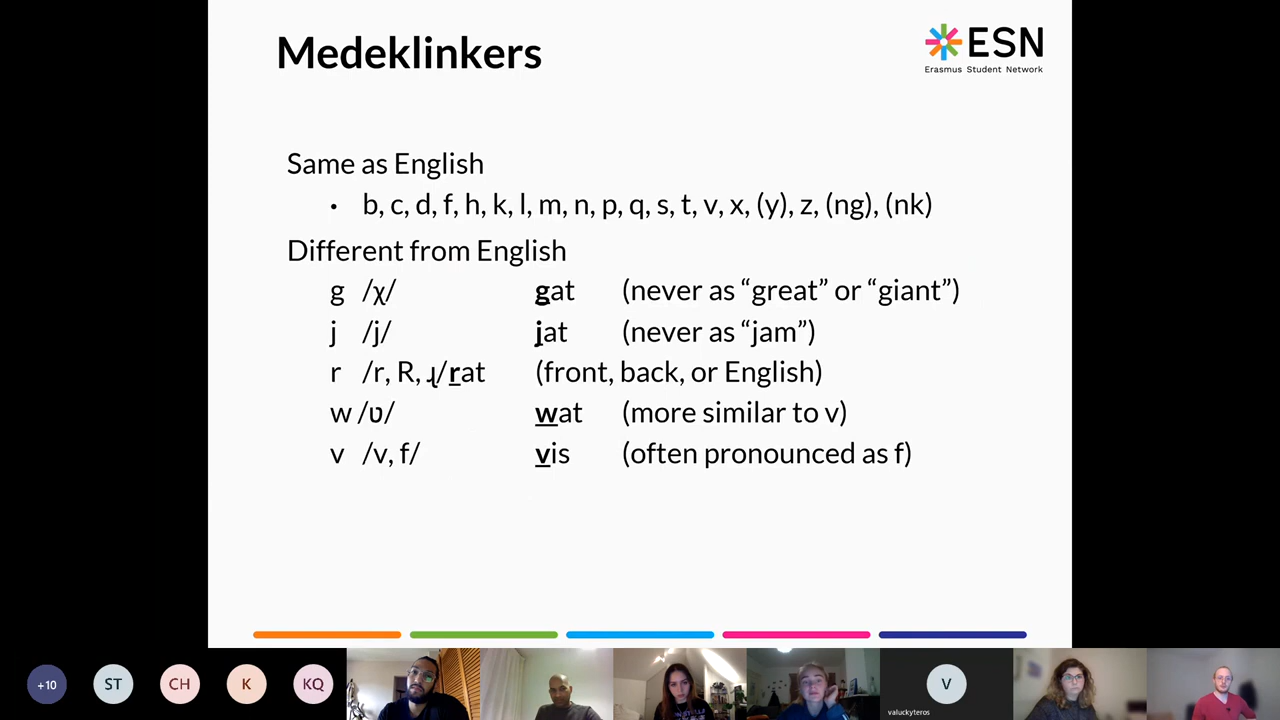 Medeklinkers
ESN
Erasmus Student Network
Same as English
• b, c, d, f, h, k, l, m, n, p, q, s, t, v, x, (y), z, (ng), (nk)
Different from English
g /χ/ gat (never as “great” or “giant”)
j /j/ jat (never as “jam”)
r /r, R, ɻ/ rat (front, back, or English)
w /ʋ/ wat (more similar to v)
v /v, f/ vis (often pronounced as f)
+10 ST CH K KQ V
valuckyteros